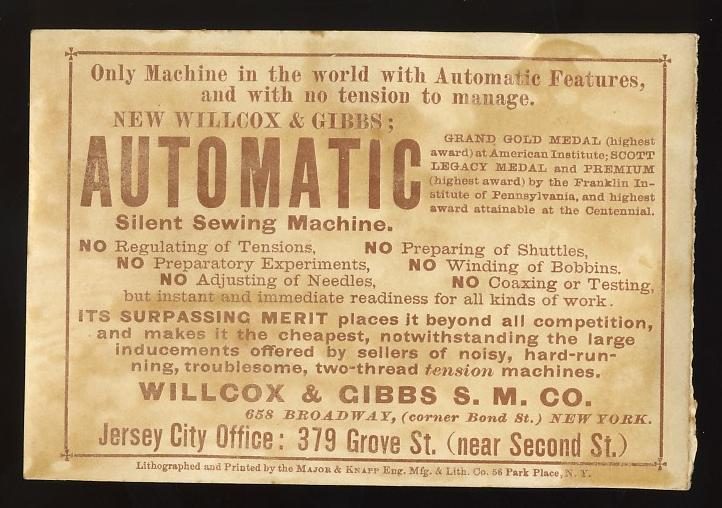 Only Machine in the world with Automatic Features,
and with no tension to manage.
NEW WILLCOX & GIBBS;
AUTOMATIC
Silent Sewing Machine.
GRAND GOLD MEDAL (highest
award) at American Institute; SCOTT
LEGACY MEDAL and PREMIUM
(highest award) by the Franklin In-
stitute of Pennsylvania, and highest
award attainable at the Centennial.
NO Regulating of Tensions, NO Preparing of Shuttles,
NO Preparatory Experiments, NO Winding of Bobbins.
NO Adjusting of Needles, NO Coaxing or Testing,
but instant and immediate readiness for all kinds of work.
ITS SURPASSING MERIT places it beyond all competition,
and makes it the cheapest, notwithstanding the large
inducements offered by sellers of noisy, hard-run-
ning, troublesome, two-thread tension machines.
WILLCOX & GIBBS S. M. CO.
658 BROADWAY, (corner Bond St.) NEW YORK.
Jersey City Office: 379 Grove St. (near Second St.)
Lithographed and Printed by the MAJOR & KNAPP Eng. Mfg. & Lith. Co. 56 Park Place, N. Y.